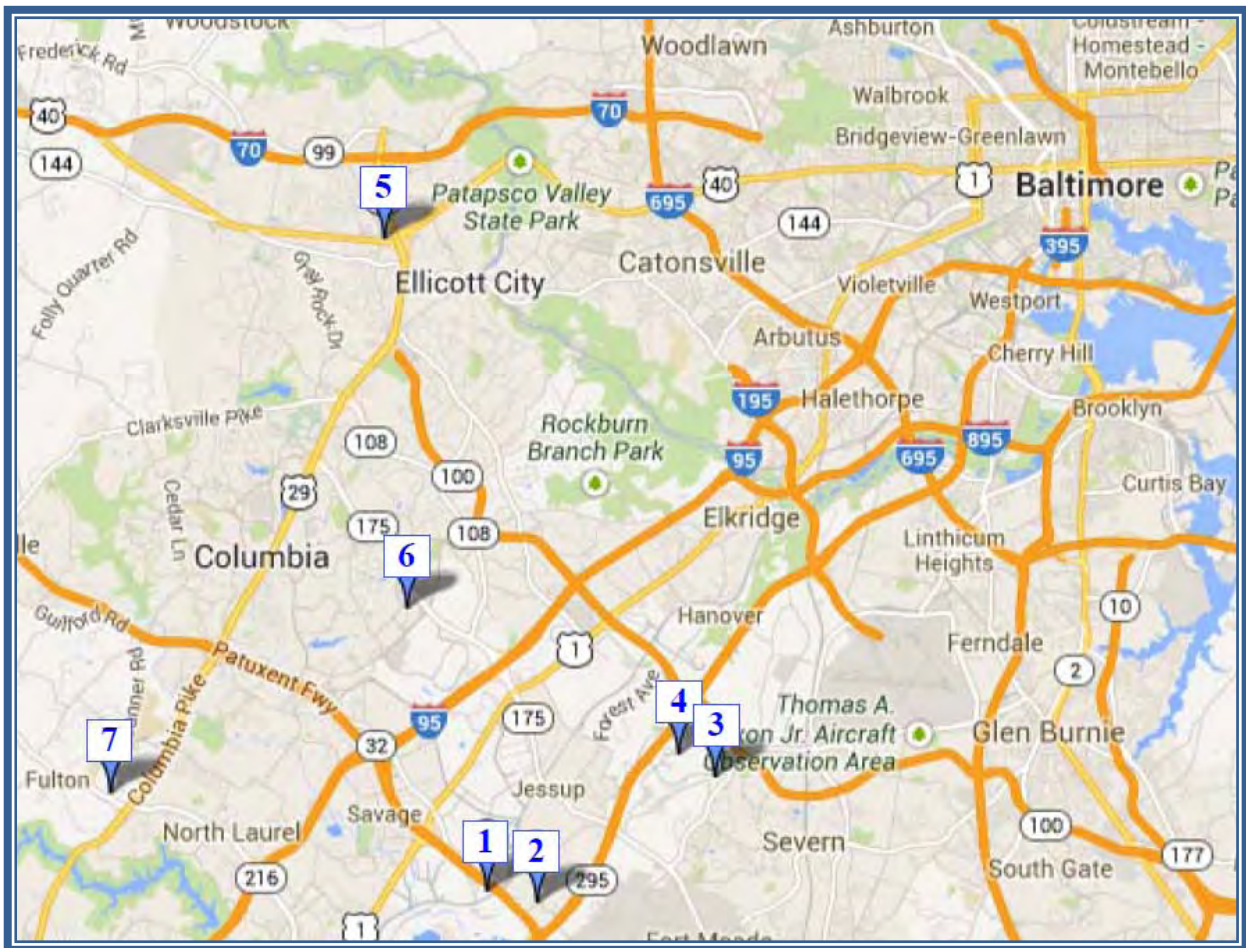 Woodstock
Frederick Rd
Woodlawn
Ashburton
Coldstream -
Homestead -
Montebello
Walbrook
Bridgeview-Greenlawn
40
70
70
99
144
5
Patapsco Valley
State Park
40
1
Baltimore
695
144
395
Folly Quarter Rd
Gray Rock Dr
Ellicott City
Catonsville
Violetville
Westport
Arbutus
Cherry Hill
Clarksville Pike
195
Halethorpe
Brooklyn
Rockburn
Branch Park
108
100
95
695
895
29
Curtis Bay
Cedar Ln
175
108
Elkridge
Linthicum
Heights
Columbia
6
10
Guilford Rd
Hanover
Ferndale
1
2
Patuxent Fwy
Forest Ave
Columbia Pike
175
95
4
3
Thomas A.
Jr. Aircraft
Observation Area
Glen Burnie
7
32
Fulton
Jessup
Savage
North Laurel
1
2
Severn
100
177
216
295
South Gate
1
Fort Meade